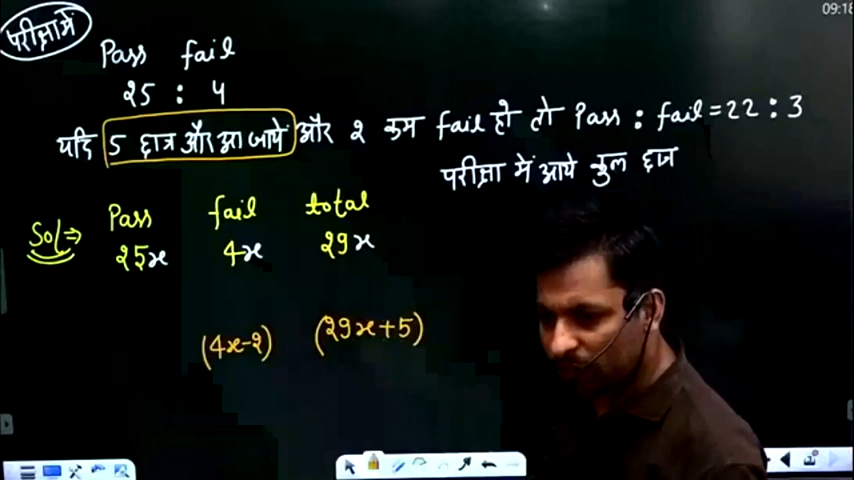 09:18
परीक्षा में
Pass fail
25 : 4
यदि 5 छात्र और आ जाये और 2 कम fail हो तो Pass : fail = 22 : 3
परीक्षा में आये कुल छात्र
Sol ⇒ Pass fail total
25x 4x 29x
(4x-2) (29x+5)